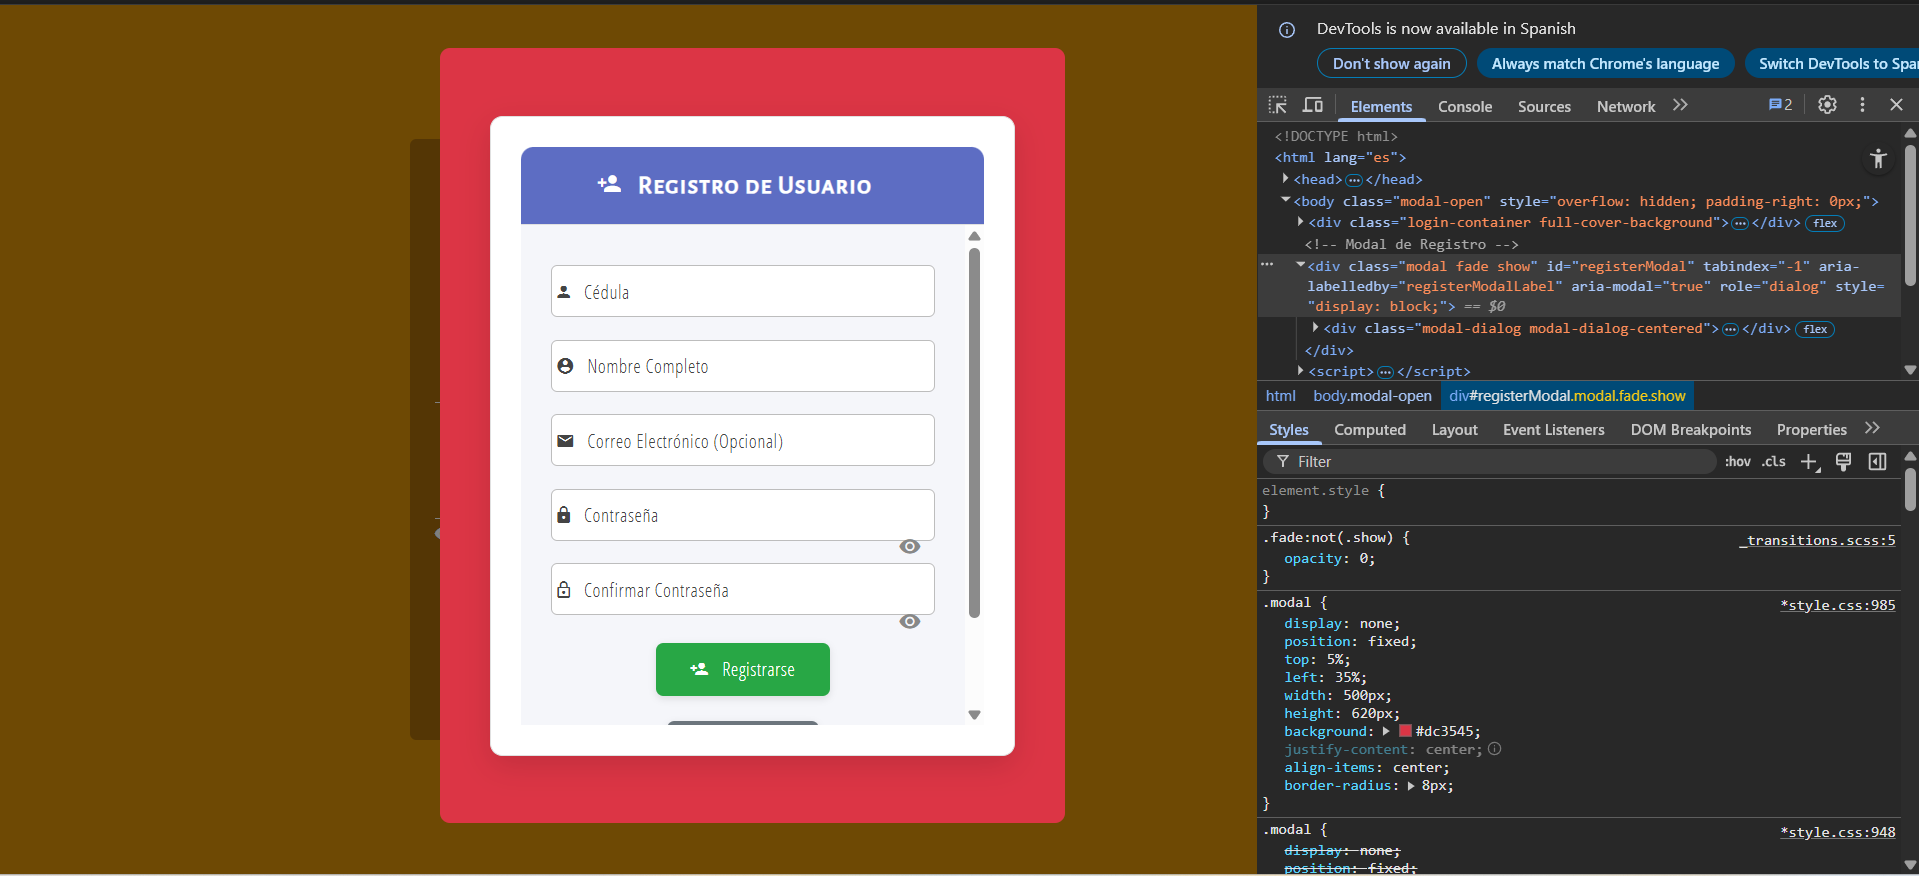 Registro de Usuario
Cédula
Nombre Completo
Correo Electrónico (Opcional)
Contraseña
Confirmar Contraseña
Registrarse
DevTools is now available in Spanish
Don't show again
Always match Chrome's language
Switch DevTools to Spa
Elements
Console
Sources
Network
2
<!DOCTYPE html>
<html lang="es">
<head>…</head>
<body class="modal-open" style="overflow: hidden; padding-right: 0px;">
<div class="login-container full-cover-background">…</div> flex
<!-- Modal de Registro -->
<div class="modal fade show" id="registerModal" tabindex="-1" aria-
labelledby="registerModalLabel" aria-modal="true" role="dialog" style=
"display: block;"> == $0
<div class="modal-dialog modal-dialog-centered">…</div> flex
</div>
<script>…</script>
html body.modal-open div#registerModal.modal.fade.show
Styles
Computed
Layout
Event Listeners
DOM Breakpoints
Properties
Filter
:hov .cls
element.style {
}
.fade:not(.show) { _transitions.scss:5
opacity: 0;
}
.modal { *style.css:985
display: none;
position: fixed;
top: 5%;
left: 35%;
width: 500px;
height: 620px;
background: #dc3545;
justify-content: center;
align-items: center;
border-radius: 8px;
}
.modal { *style.css:948
display: none;
position: fixed;